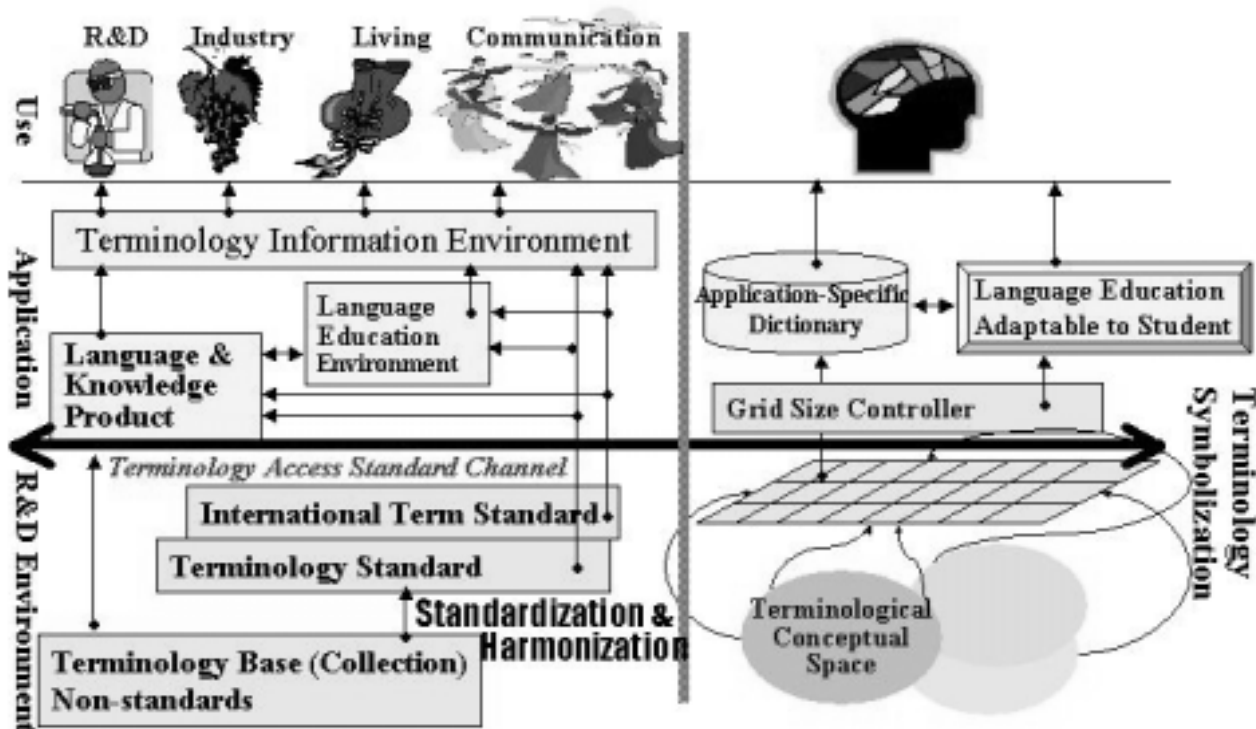 R&D
Industry
Living
Communication
Use
Terminology Information Environment
Application
Language
Education
Environment
Language &
Knowledge
Product
Application-Specific
Dictionary
Language Education
Adaptable to Student
Grid Size Controller
Terminology
Symbolization
Terminology Access Standard Channel
R&D Environment
International Term Standard
Terminology Standard
Standardization &
Harmonization
Terminology Base (Collection)
Non-standards
Terminological
Conceptual
Space